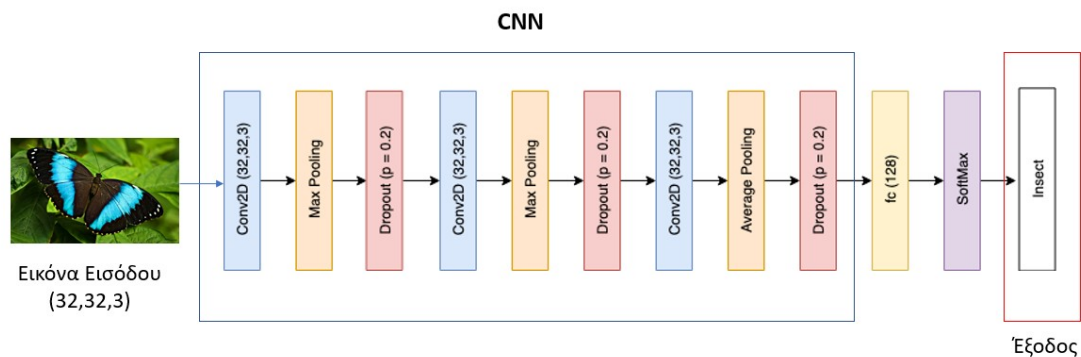 CNN
Conv2D (32,32,3)
Max Pooling
Dropout (p = 0.2)
Conv2D (32,32,3)
Max Pooling
Dropout (p = 0.2)
Conv2D (32,32,3)
Average Pooling
Dropout (p = 0.2)
fc (128)
SoftMax
Insect
Εικόνα Εισόδου
(32,32,3)
Έξοδος